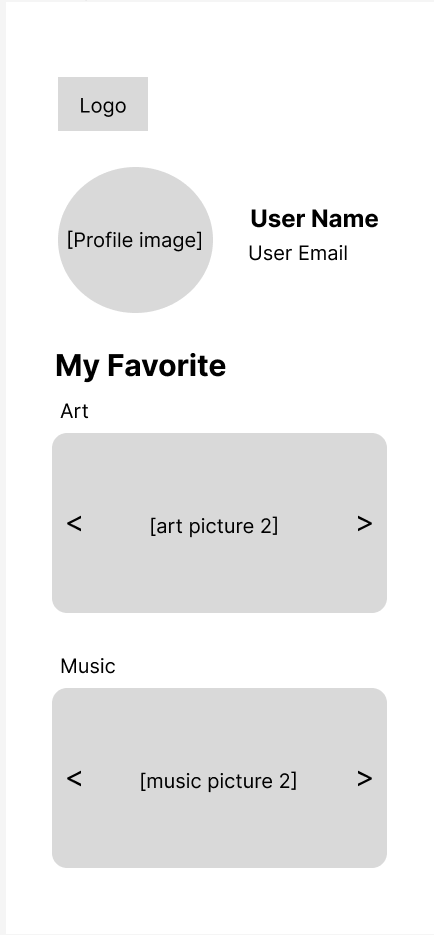 Logo
[Profile image]
User Name
User Email
My Favorite
Art
< [art picture 2] >
Music
< [music picture 2] >